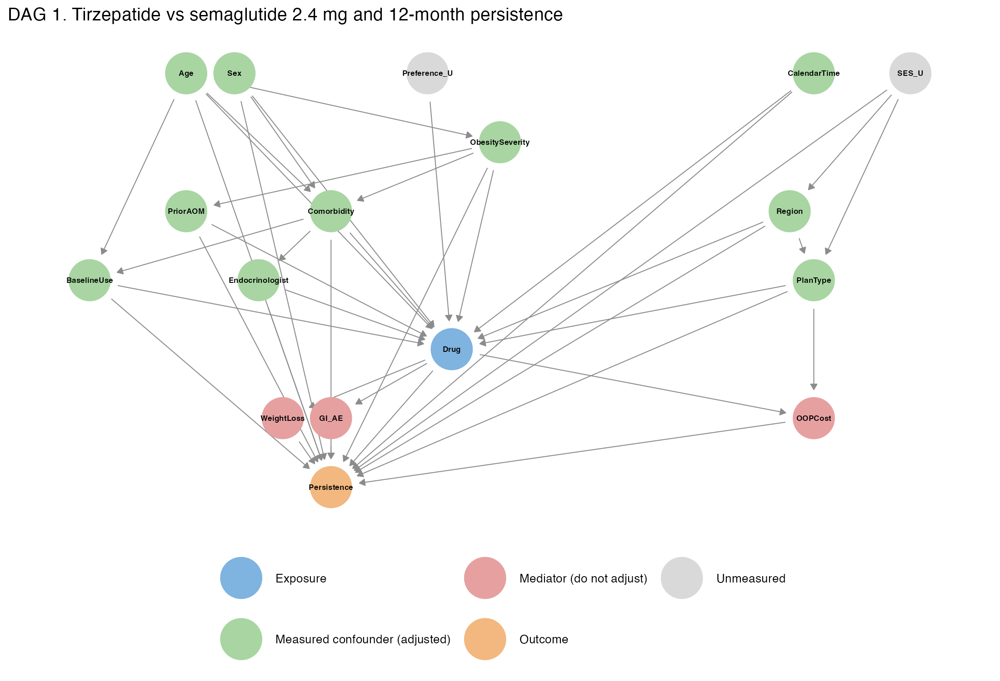 DAG 1. Tirzepatide vs semaglutide 2.4 mg and 12-month persistence
Age
Sex
Preference_U
CalendarTime
SES_U
ObesitySeverity
PriorAOM
Comorbidity
Region
BaselineUse
Endocrinologist
PlanType
Drug
WeightLoss
GI_AE
OOPCost
Persistence
Exposure
Mediator (do not adjust)
Unmeasured
Measured confounder (adjusted)
Outcome